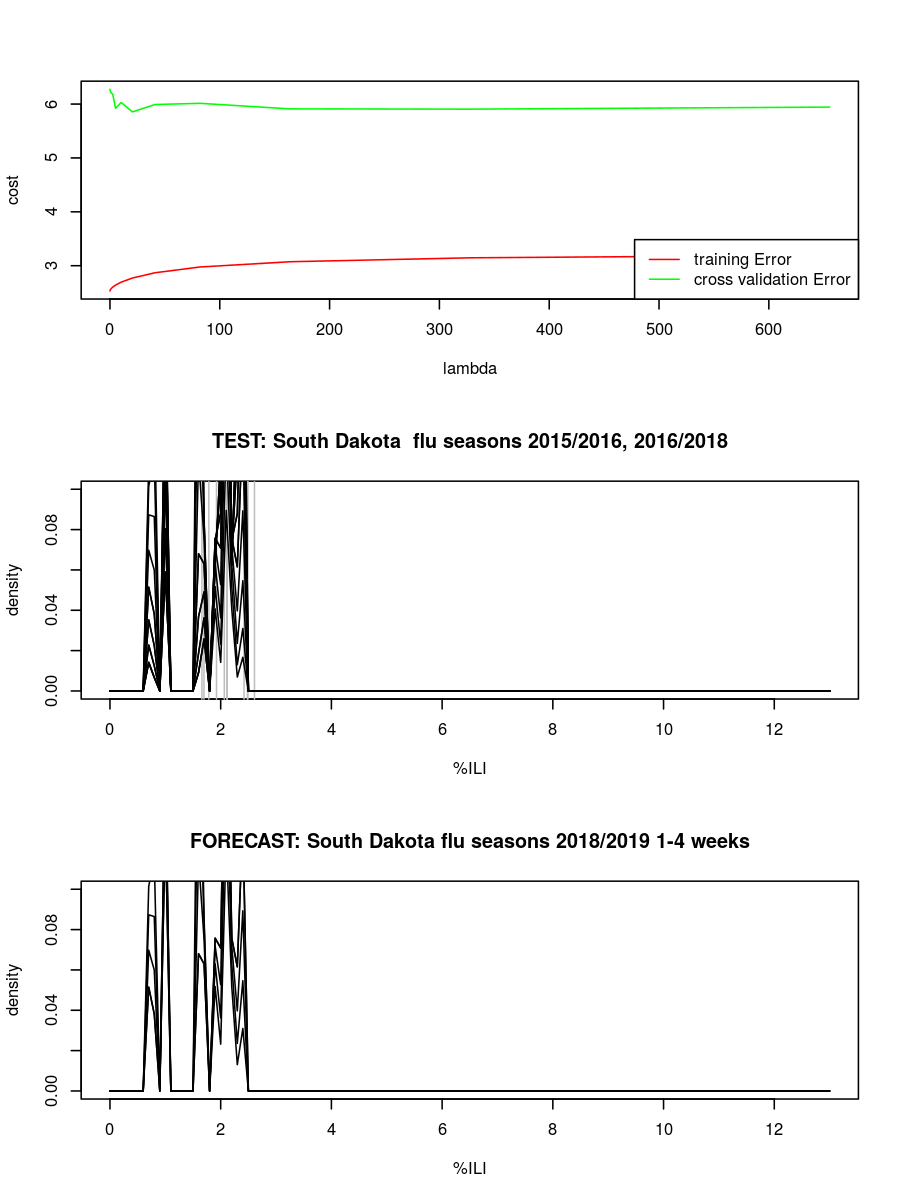 6
5
4
3
cost
training Error
cross validation Error
0 100 200 300 400 500 600
lambda
TEST: South Dakota  flu seasons 2015/2016, 2016/2018
0.08
0.04
0.00
density
0 2 4 6 8 10 12
%ILI
FORECAST: South Dakota flu seasons 2018/2019 1-4 weeks
0.08
0.04
0.00
density
0 2 4 6 8 10 12
%ILI